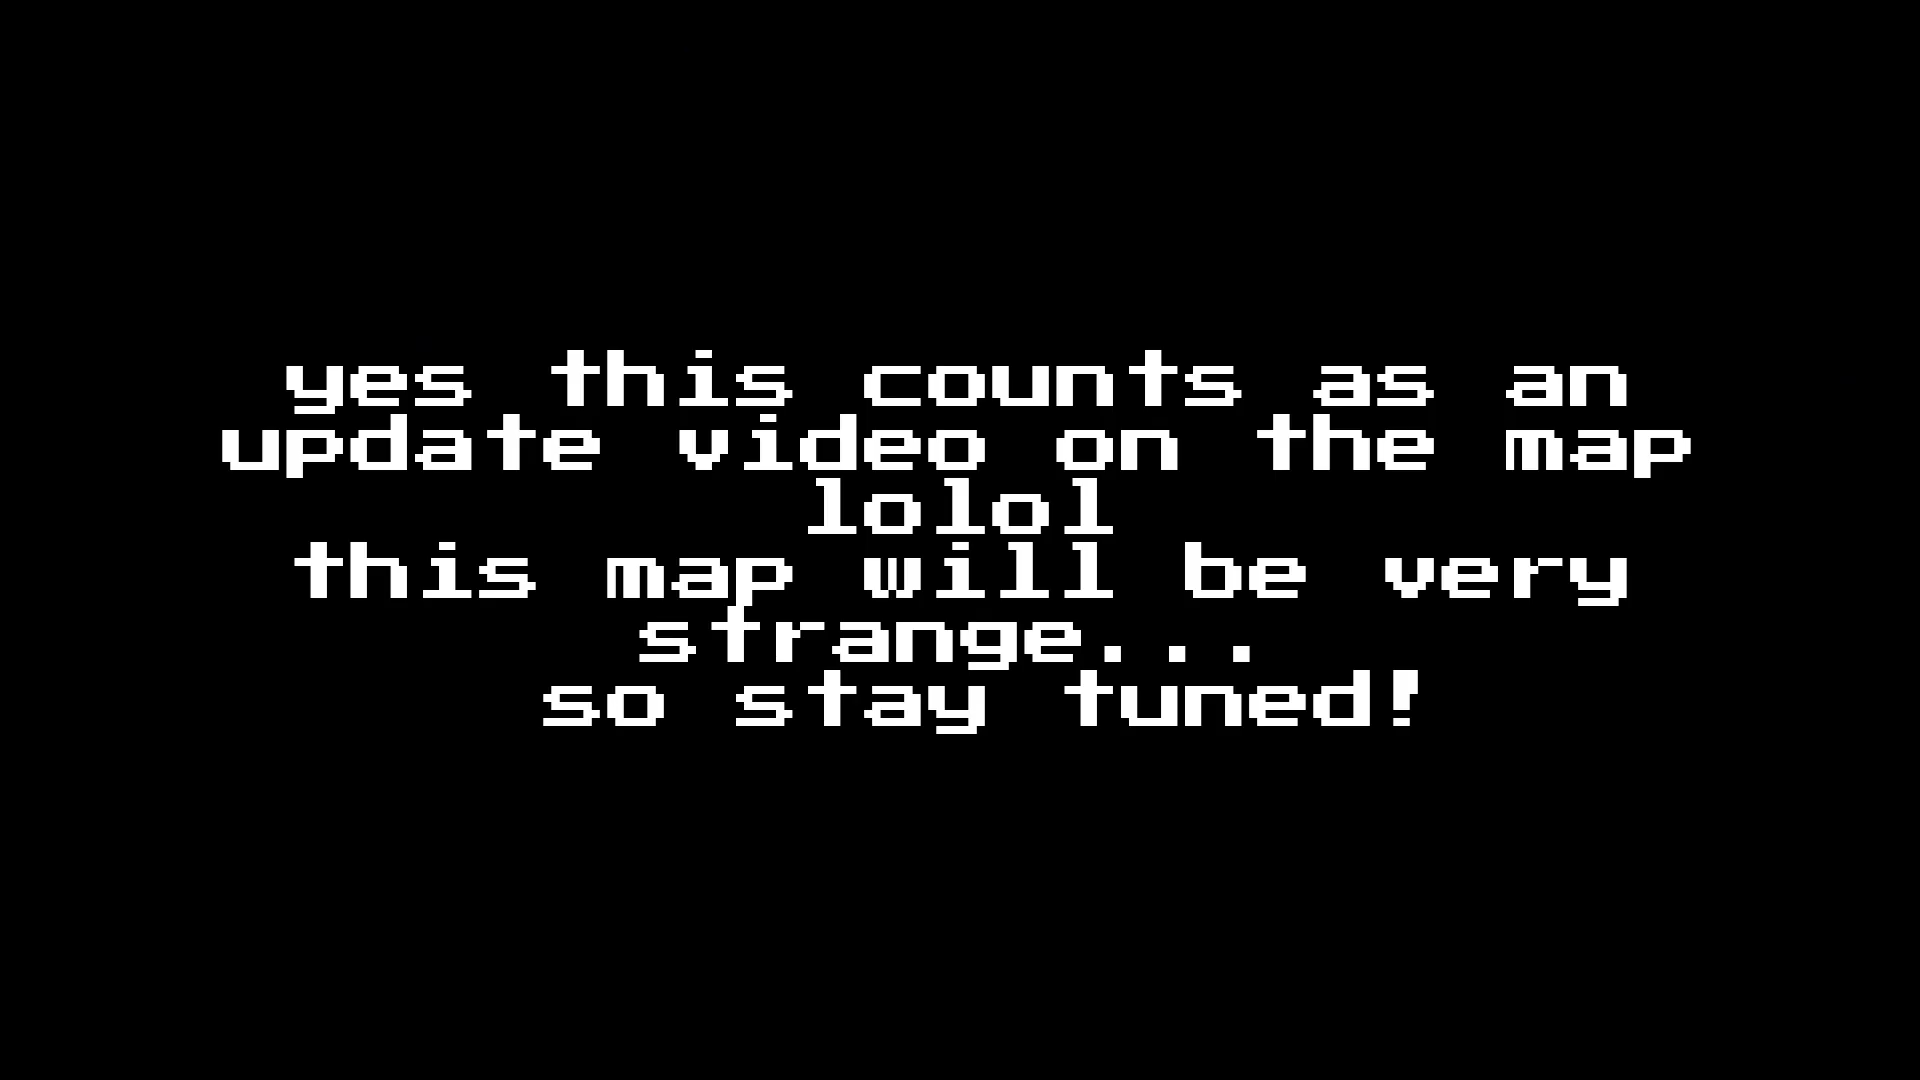 yes this counts as an
update video on the map
lolol
this map will be very
strange...
so stay tuned!